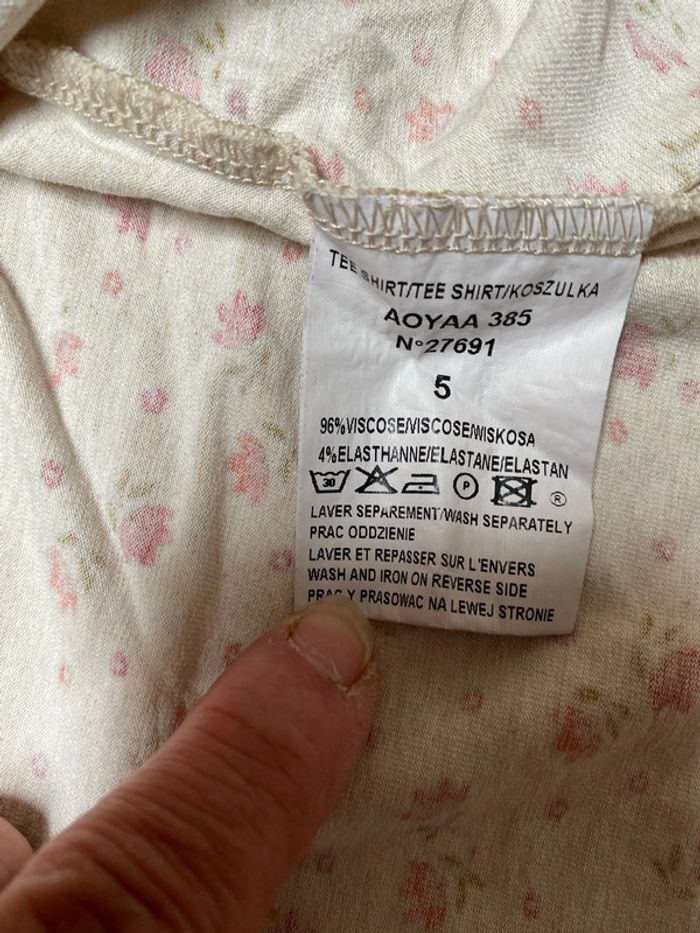 TEE SHIRT/TEE SHIRT/KOSZULKA
AOYAA 385
N°27691
5
96%VISCOSE/VISCOSE/WISKOSA
4%ELASTHANNE/ELASTANE/ELASTAN
30 P ®
LAVER SEPAREMENT/WASH SEPARATELY
PRAC ODDZIENIE
LAVER ET REPASSER SUR L'ENVERS
WASH AND IRON ON REVERSE SIDE
PRAC Y PRASOWAC NA LEWEJ STRONIE